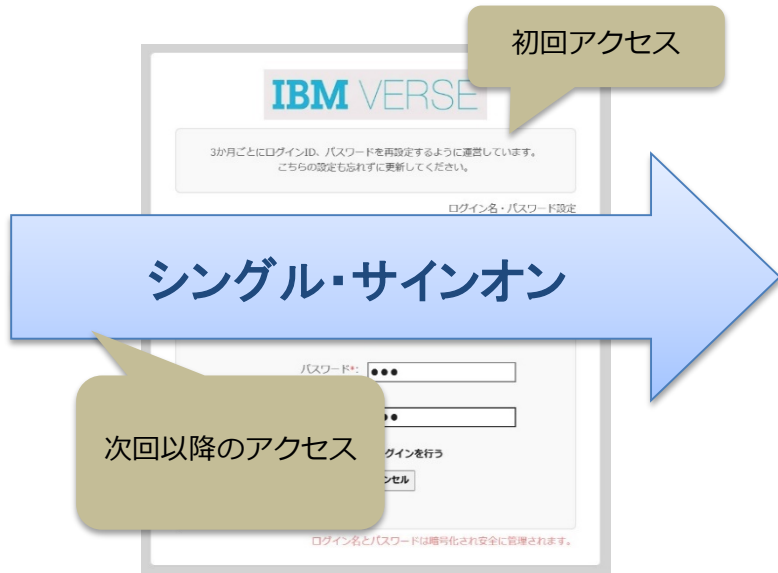 初回アクセス
IBM VERSE
3か月ごとにログインID、パスワードを再設定するように運営しています。
こちらの設定も忘れずに更新してください。
ログイン名・パスワード設定
シングル・サインオン
パスワード*: ●●●
●●
次回以降のアクセス
グインを行う
ンセル
ログイン名とパスワードは暗号化され安全に管理されます。